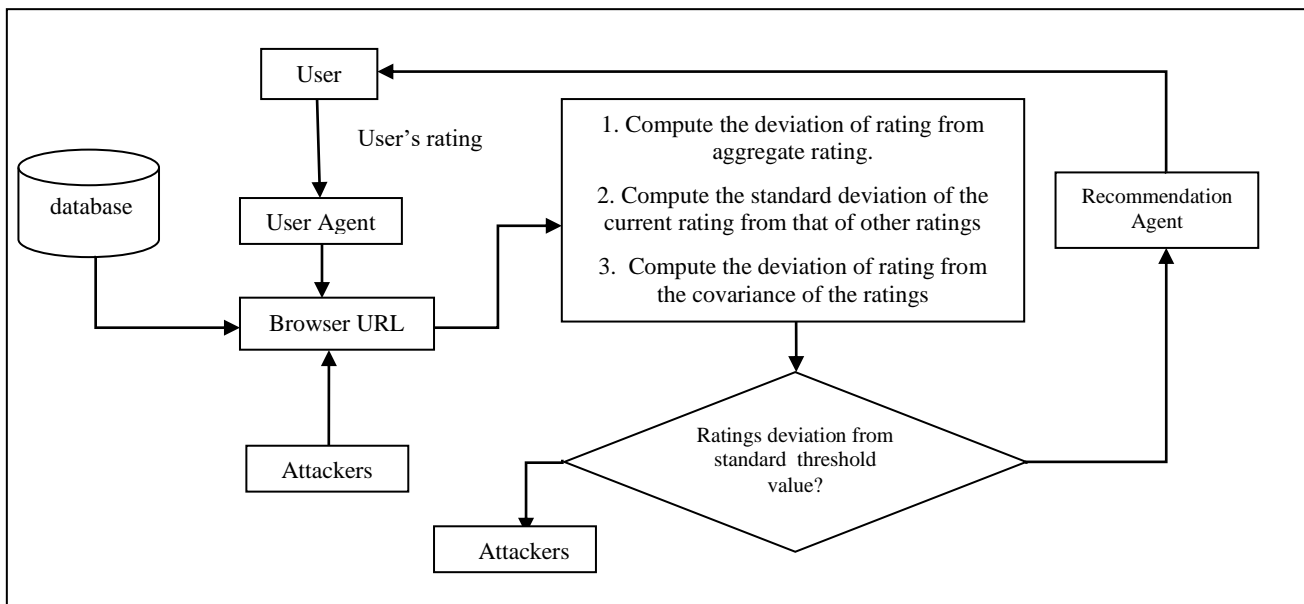 User
User's rating
database
User Agent
Browser URL
Attackers
1. Compute the deviation of rating from
aggregate rating.
2. Compute the standard deviation of the
current rating from that of other ratings
3. Compute the deviation of rating from
the covariance of the ratings
Recommendation
Agent
Ratings deviation from
standard threshold
value?
Attackers